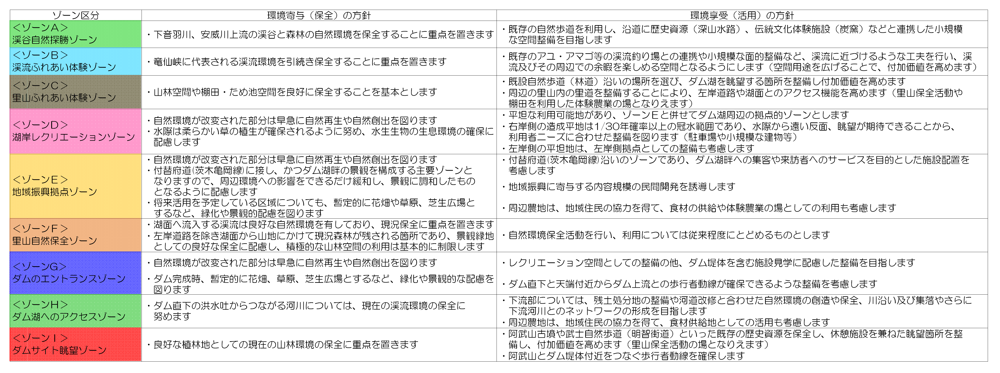 ゾーン区分
環境寄与（保全）の方針
環境享受（活用）の方針
＜ゾーンＡ＞
渓谷自然探勝ゾーン
・下音羽川、安威川上流の渓谷と森林の自然環境を保全することに重点を置きます
・既存の自然歩道を利用し、沿道に歴史資源（深山水路）、伝統文化体験施設（炭窯）などと連携した小規模
な空間整備を目指します
＜ゾーンＢ＞
渓流ふれあい体験ゾーン
・竜仙峡に代表される渓流環境を引続き保全することに重点を置きます
・既存のアユ・アマゴ等の渓流釣り場との連携や小規模な面的整備など、渓流に近づけるような工夫を行い、渓
流及びその周辺での余暇を楽しめる空間となるようにします（空間用途を広げることで、付加価値を高めます）
＜ゾーンＣ＞
里山ふれあい体験ゾーン
・山林空間や棚田・ため池空間を良好に保全することを基本とします
・既設自然歩道（林道）沿いの場所を選び、ダム湖を眺望する箇所を整備し付加価値を高めます
・周辺の里山内の里道を整備することにより、左岸道路や湖面とのアクセス機能を高めます（里山保全活動や
棚田を利用した体験農業の場となりえます）
＜ゾーンＤ＞
湖岸レクリエーションゾーン
・自然環境が改変された部分は早急に自然再生や自然創出を図ります
・水際は柔らかい草の植生が確保されるように努め、水生生物の生息環境の確保に
配慮します
・平坦な利用可能地があり、ゾーンＥと併せてダム湖周辺の拠点的ゾーンとします
・右岸側の造成平地は1/30年確率以上の冠水範囲であり、水際から遠い反面、眺望が期待できることから、
利用者ニーズに合わせた整備を図ります（駐車場や小規模な建物等）
・左岸側の平坦地は、左岸側拠点としての整備も考慮します
＜ゾーンＥ＞
地域振興拠点ゾーン
・自然環境が改変された部分は早急に自然再生や自然創出を図ります
・付替府道(茨木亀岡線)に接し、かつダム湖畔の景観を構成する主要ゾーンと
なりますので、周辺環境への影響をできるだけ緩和し、景観に調和したもの
となるように配慮します
・将来活用を予定している区域についても、暫定的に花畑や草原、芝生広場と
するなど、緑化や景観的配慮を図ります
・付替府道(茨木亀岡線)沿いのゾーンであり、ダム湖畔への集客や来訪者へのサービスを目的とした施設配置を
考慮します
・地域振興に寄与する内容規模の民間開発を誘導します
・周辺農地は、地域住民の協力を得て、食材の供給や体験農業の場としての利用も考慮します
＜ゾーンＦ＞
里山自然保全ゾーン
・湖面へ流入する渓流は良好な自然環境を有しており、現況保全に重点を置きます
・左岸道路を除き湖面から山地にかけて現況森林が残される箇所であり、景観緑地
としての良好な保全に配慮し、積極的な山林空間の利用は基本的に制限します
・自然環境保全活動を行い、利用については従来程度にとどめるものとします
＜ゾーンG＞
ダムのエントランスゾーン
・自然環境が改変された部分は早急に自然再生や自然創出を図ります
・ダム完成時、暫定的に花畑、草原、芝生広場とするなど、緑化や景観的な配慮を
図ります
・レクリエーション空間としての整備の他、ダム堤体を含む施設見学に配慮した整備を目指します
・ダム直下と天端付近からダム上流との歩行者動線が確保できるような整備を考慮します
＜ゾーンＨ＞
ダム湖へのアクセスゾーン
・ダム直下の洪水吐からつながる河川については、現在の渓流環境の保全に
努めます
・下流部については、残土処分地の整備や河道改修と合わせた自然環境の創造や保全、川沿い及び集落やさらに
下流河川とのネットワークの形成を目指します
・周辺農地は、地域住民の協力を得て、食材供給地としての活用も考慮します
＜ゾーンＩ＞
ダムサイト眺望ゾーン
・良好な植林地としての現在の山林環境の保全に重点を置きます
・阿武山古墳や武士自然歩道（明智街道）といった既存の歴史資源を保全し、休憩施設を兼ねた眺望箇所を整
備し、付加価値を高めます（里山保全活動の場となりえます）
・阿武山とダム堤体付近をつなぐ歩行者動線を確保します